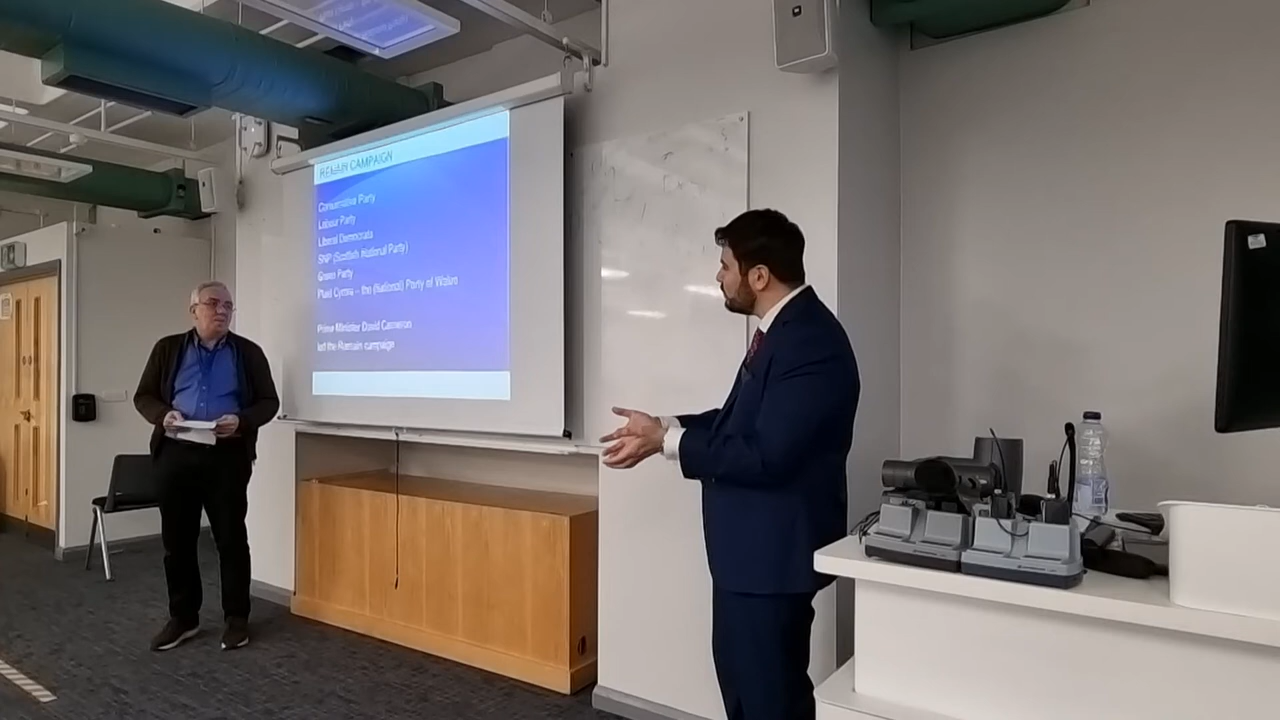 REMAIN CAMPAIGN
Conservative Party
Labour Party
Liberal Democrats
SNP (Scottish National Party)
Green Party
Plaid Cymru – the (National) Party of Wales
Prime Minister David Cameron
led the Remain campaign